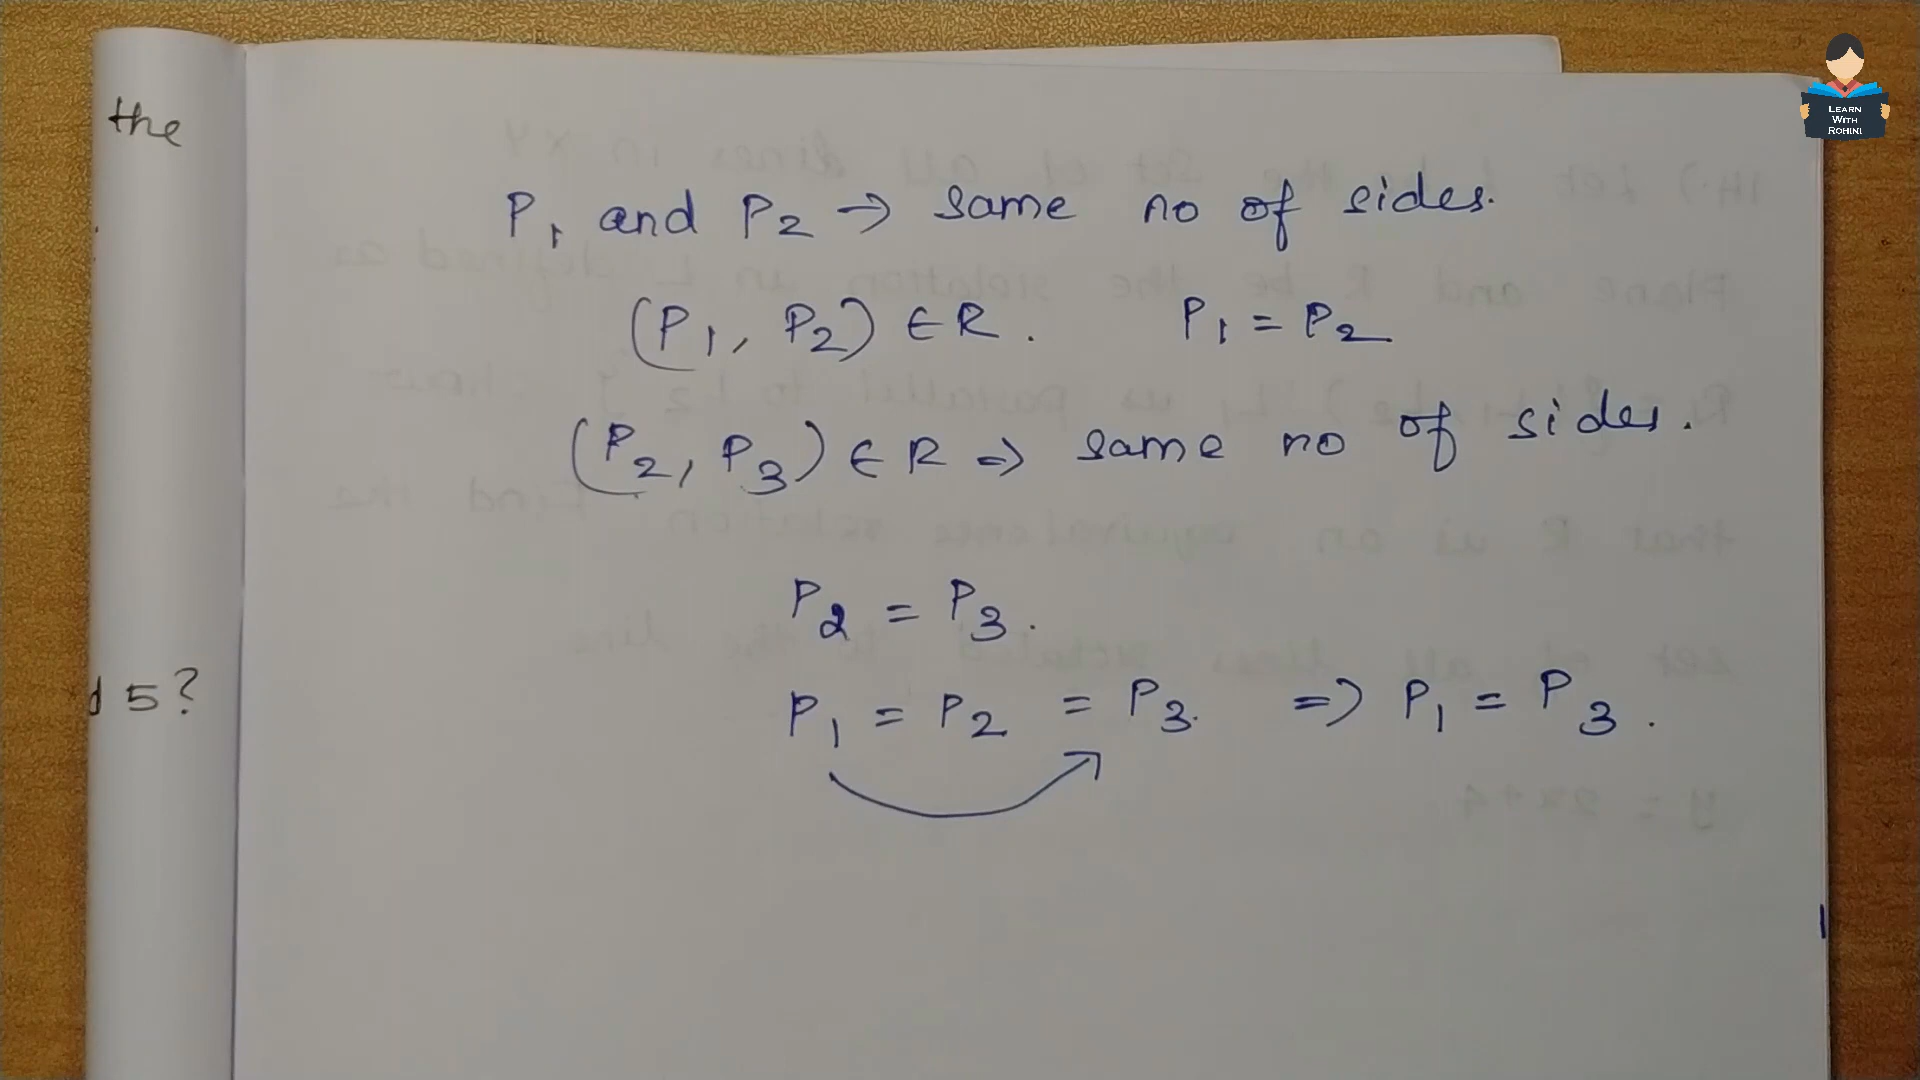 the
P1 and P2 → same no of sides.
(P1, P2) ∈ R. P1 = P2
(P2, P3) ∈ R => same no of sides.
P2 = P3.
5?
P1 = P2 = P3. => P1 = P3.
LEARN
WITH
ROHINI